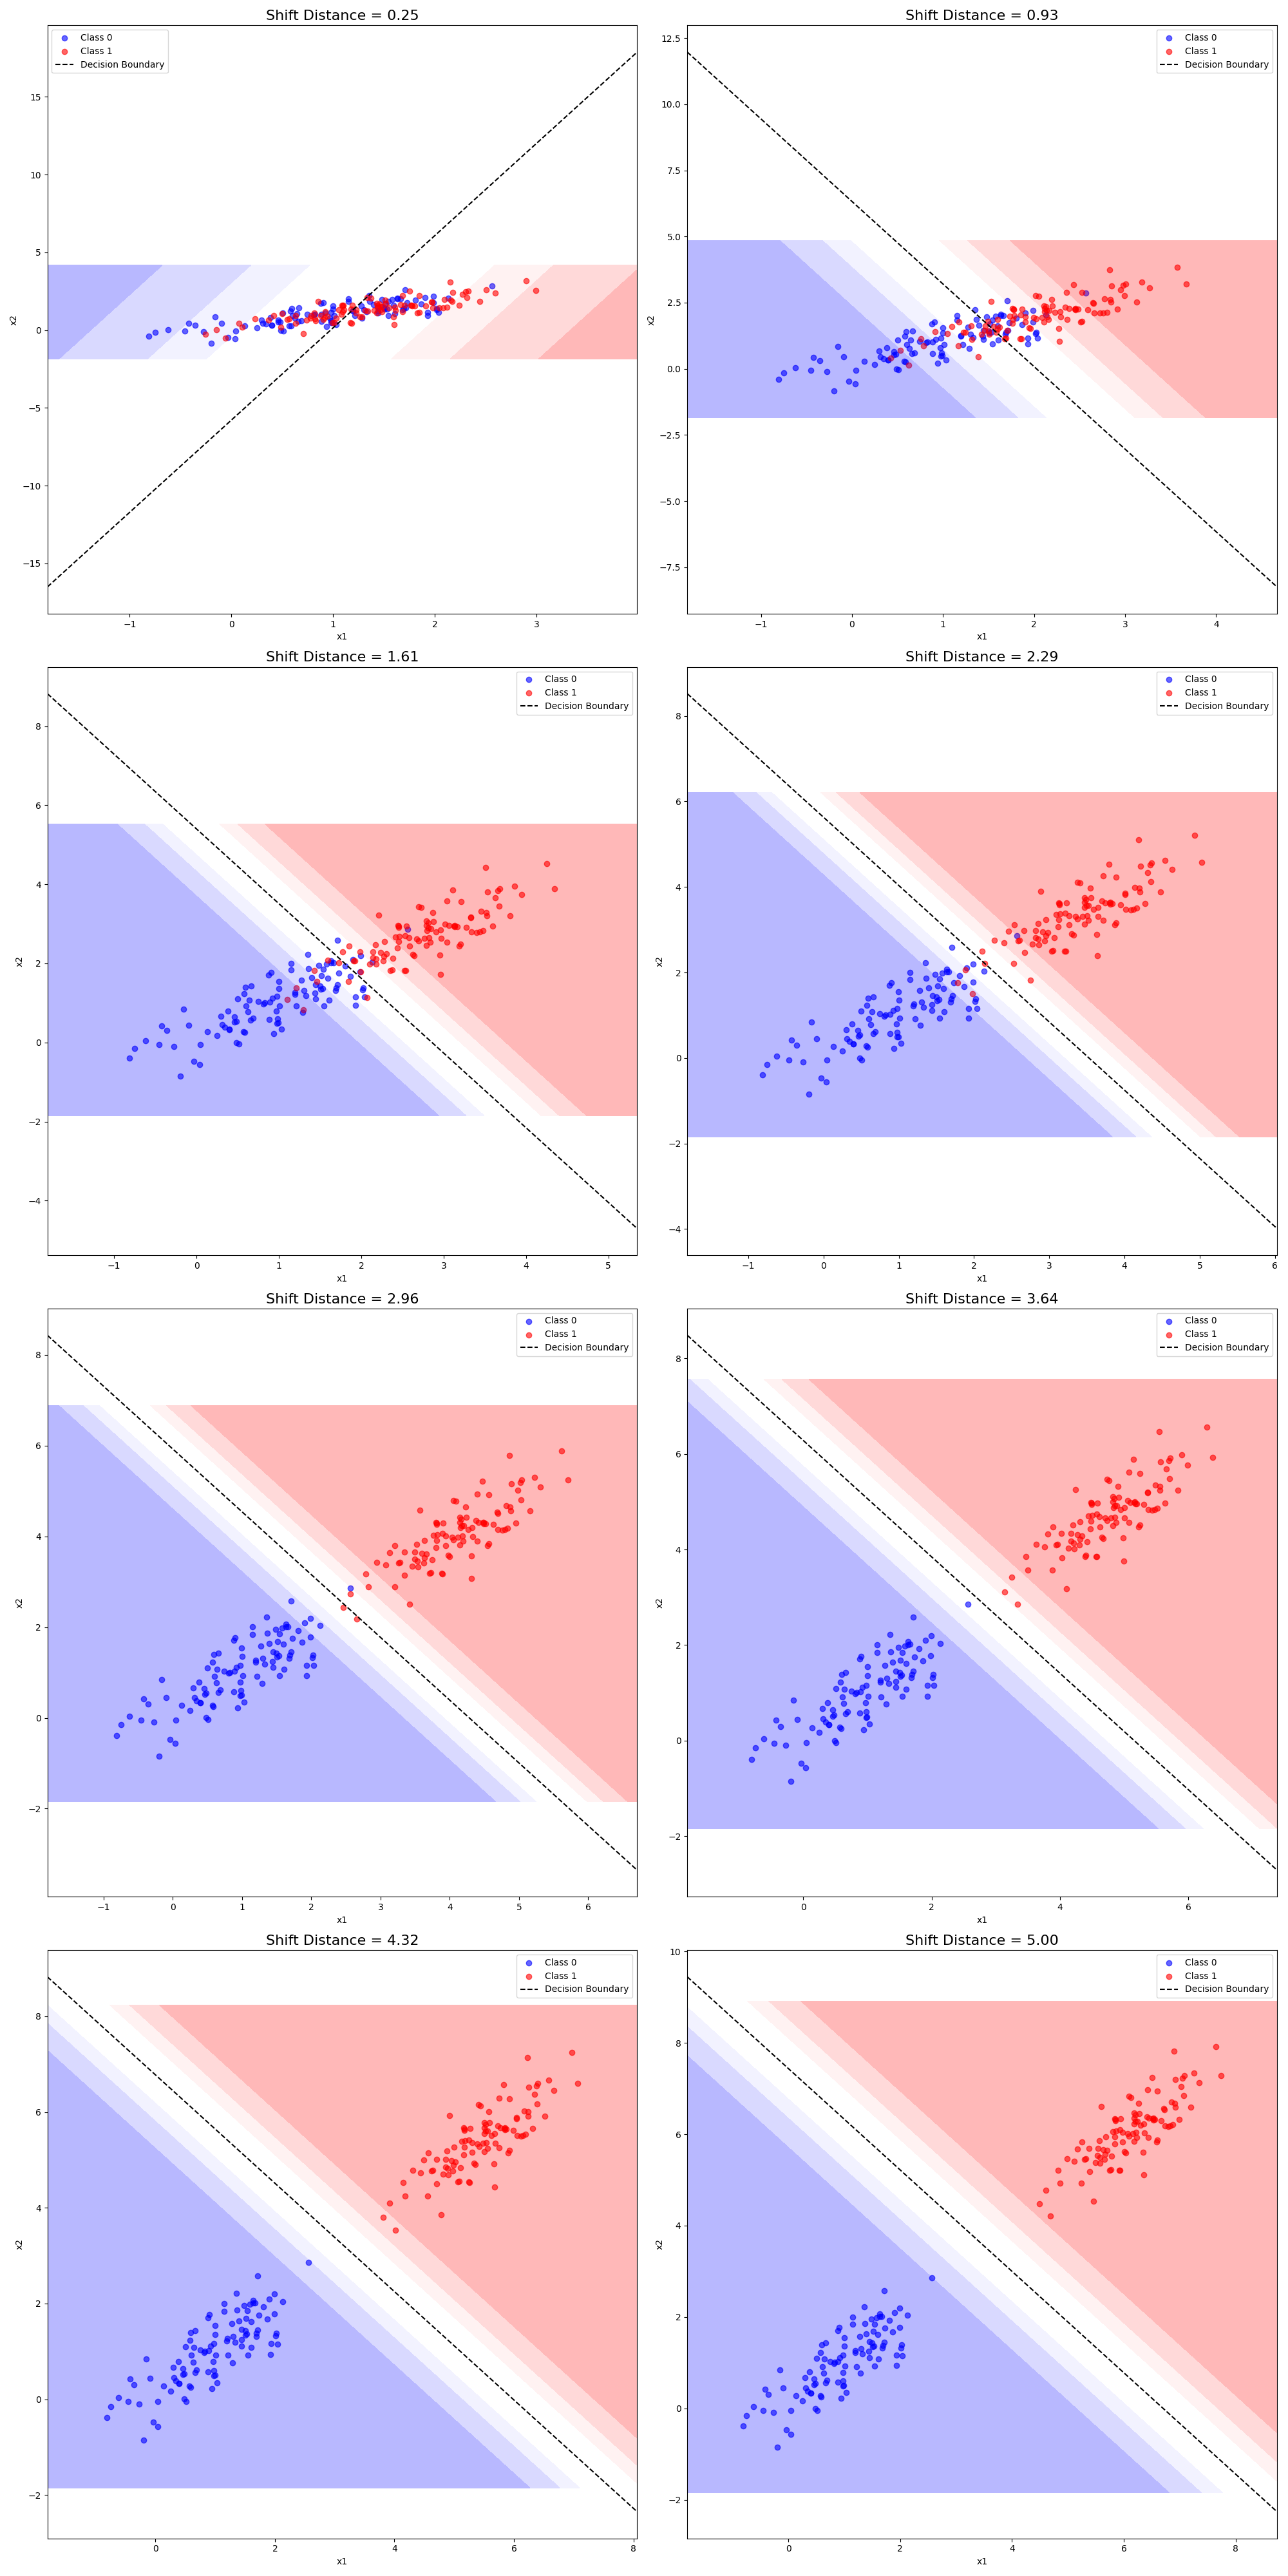 Shift Distance = 0.25
Class 0
Class 1
Decision Boundary
15
10
5
0
−5
−10
−15
x2
−1
0
1
2
3
x1
Shift Distance = 0.93
Class 0
Class 1
Decision Boundary
12.5
10.0
7.5
5.0
2.5
0.0
−2.5
−5.0
−7.5
x2
−1
0
1
2
3
4
x1
Shift Distance = 1.61
Class 0
Class 1
Decision Boundary
8
6
4
2
0
−2
−4
x2
−1
0
1
2
3
4
5
x1
Shift Distance = 2.29
Class 0
Class 1
Decision Boundary
8
6
4
2
0
−2
−4
x2
−1
0
1
2
3
4
5
6
x1
Shift Distance = 2.96
Class 0
Class 1
Decision Boundary
8
6
4
2
0
−2
x2
−1
0
1
2
3
4
5
6
x1
Shift Distance = 3.64
Class 0
Class 1
Decision Boundary
8
6
4
2
0
−2
x2
0
2
4
6
x1
Shift Distance = 4.32
Class 0
Class 1
Decision Boundary
8
6
4
2
0
−2
x2
0
2
4
6
8
x1
Shift Distance = 5.00
Class 0
Class 1
Decision Boundary
10
8
6
4
2
0
−2
x2
0
2
4
6
8
x1